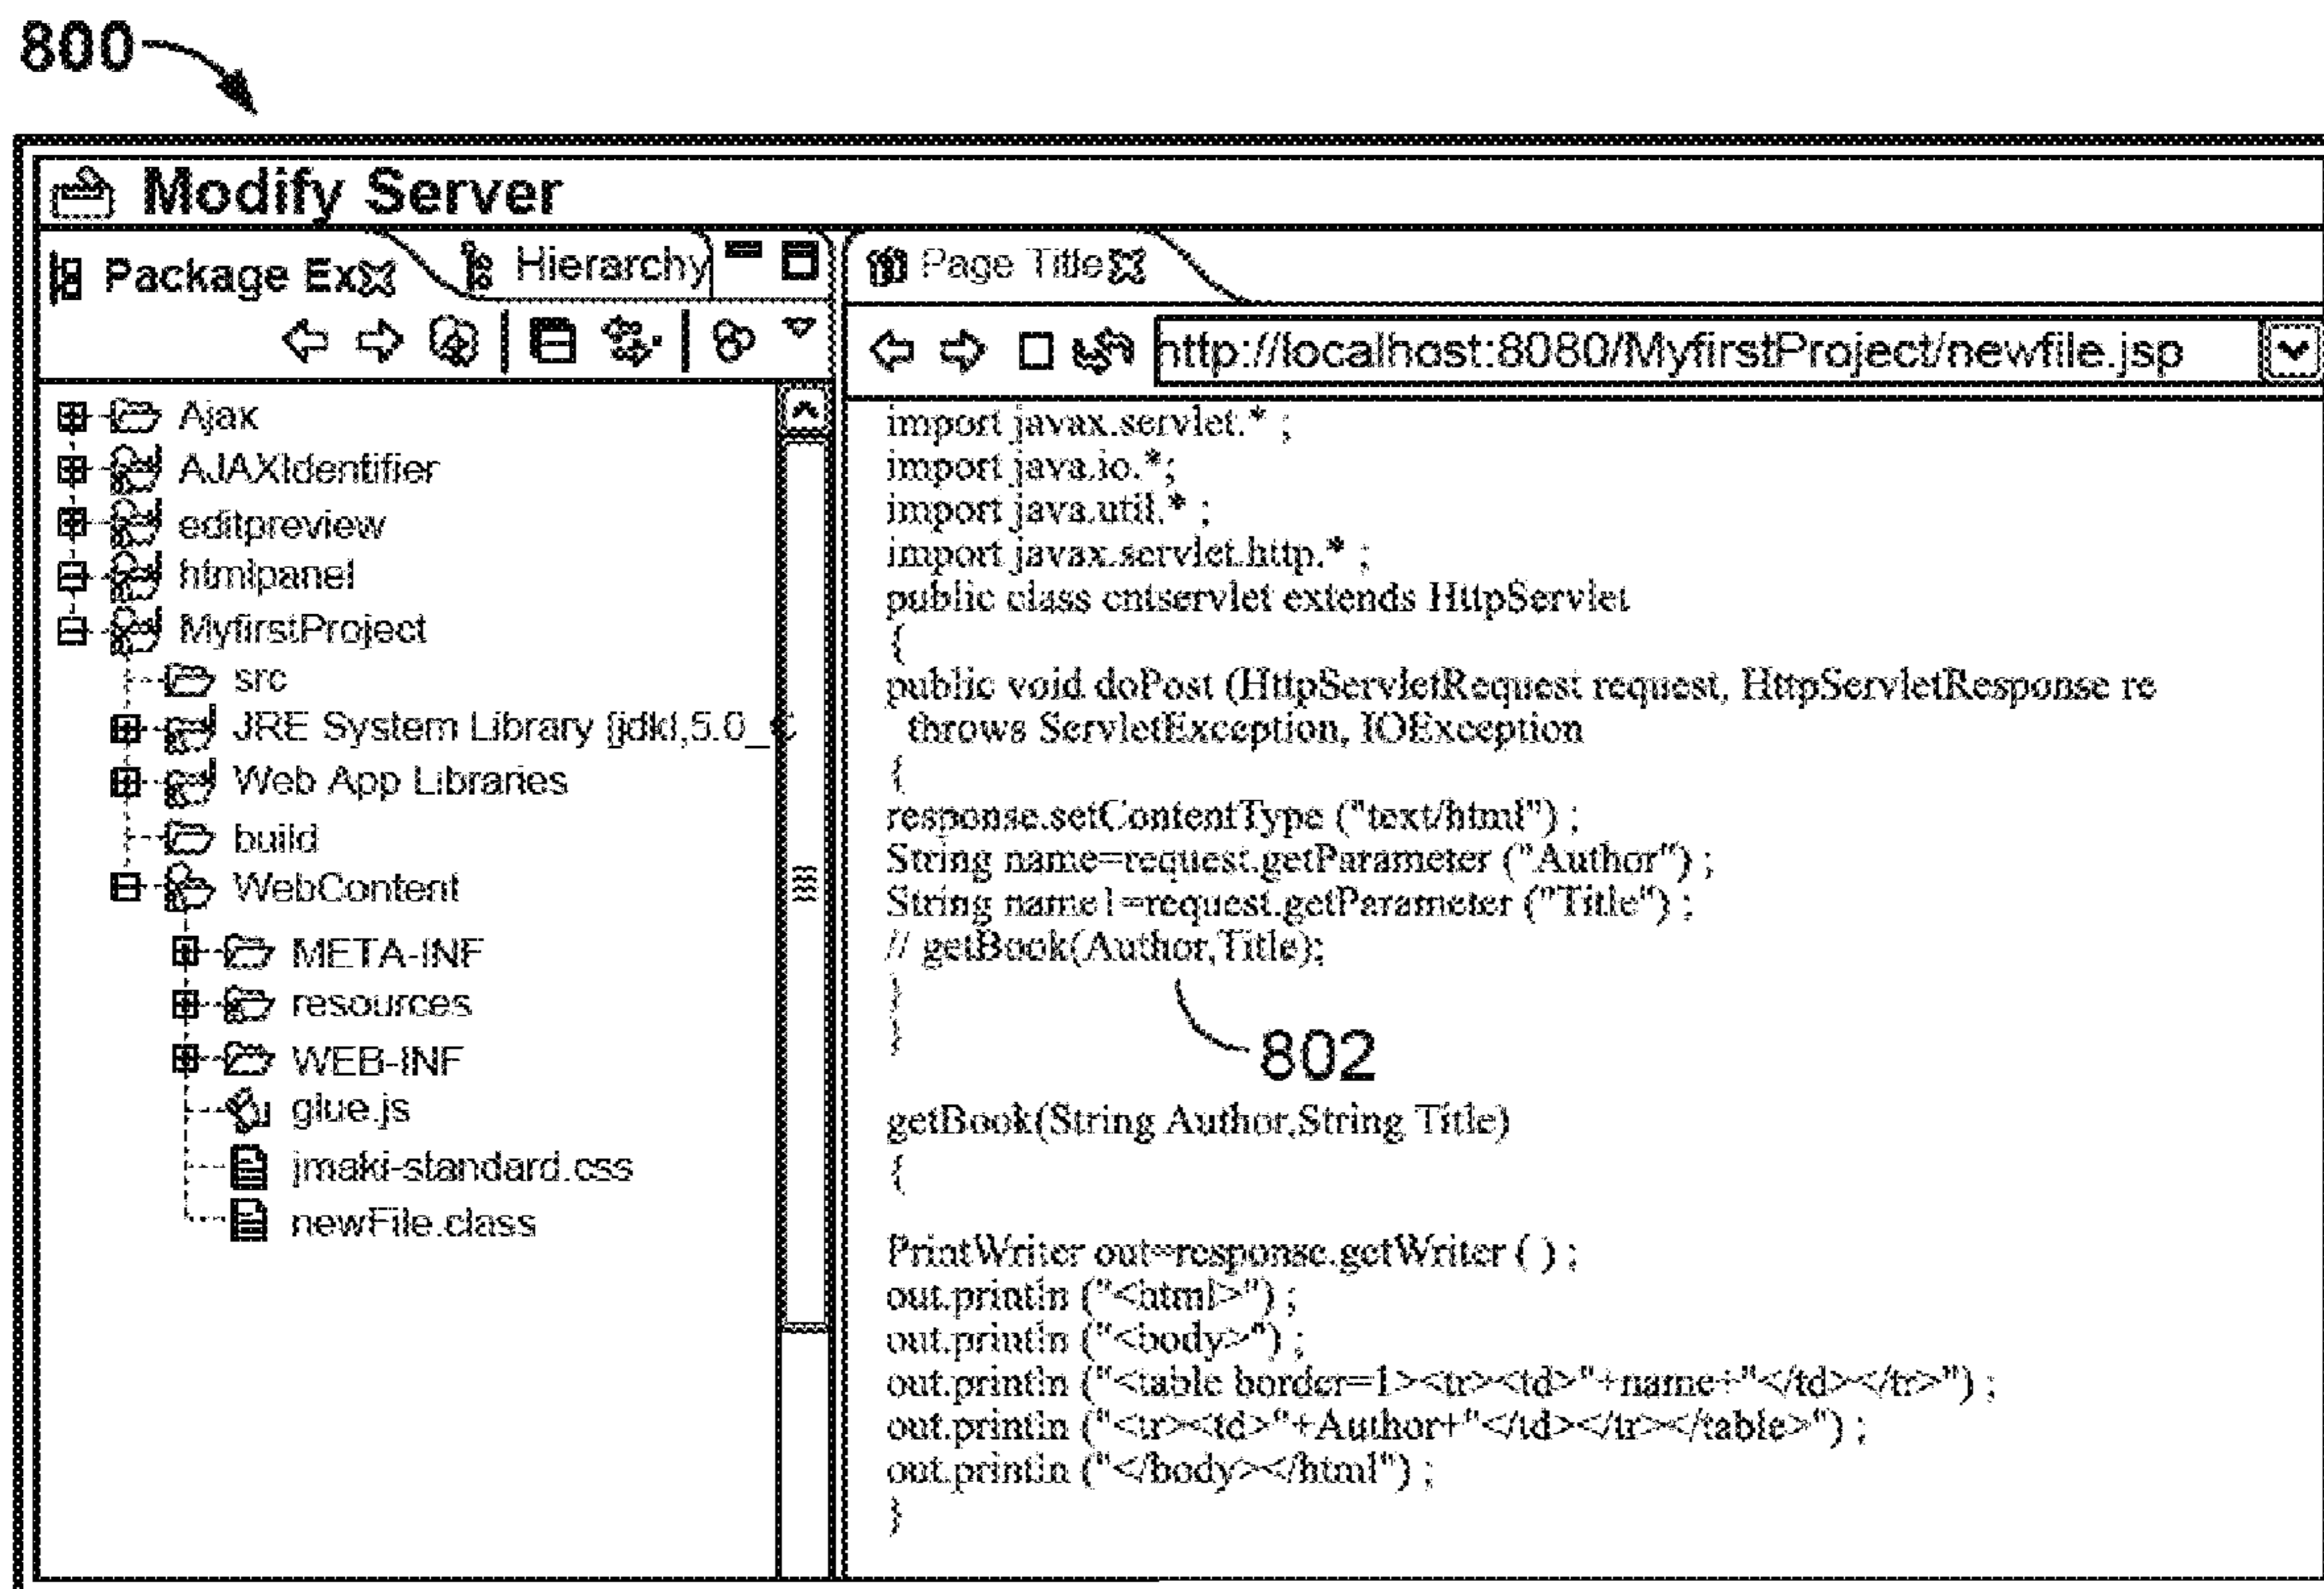 800
Modify Server
Package Ex
Hierarchy
Ajax
AJAXIdentifier
editpreview
htmlpanel
MyfirstProject
src
JRE System Library [jdkl,5.0_
Web App Libraries
build
WebContent
META-INF
resources
WEB-INF
glue.js
jmaki-standard.css
newFile.class
Page Title
http://localhost:8080/MyfirstProject/newfile.jsp
import javax.servlet.* ;
import java.io.*;
import java.util.* ;
import javax.servlet.http.* ;
public class cntservlet extends HttpServlet
{
public void doPost (HttpServletRequest request, HttpServletResponse re
throws ServletException, IOException
{
response.setContentType ("text/html") ;
String name=request.getParameter ("Author") ;
String name1=request.getParameter ("Title") ;
// getBook(Author,Title);
}
}
802
getBook(String Author,String Title)
{
PrintWriter out=response.getWriter ( ) ;
out.println ("<html>") ;
out.println ("<body>") ;
out.println ("<table border=1><tr><td>"+name+"</td></tr>") ;
out.println ("<tr><td>"+Author+"</td></tr></table>") ;
out.println ("</body></html") ;
}